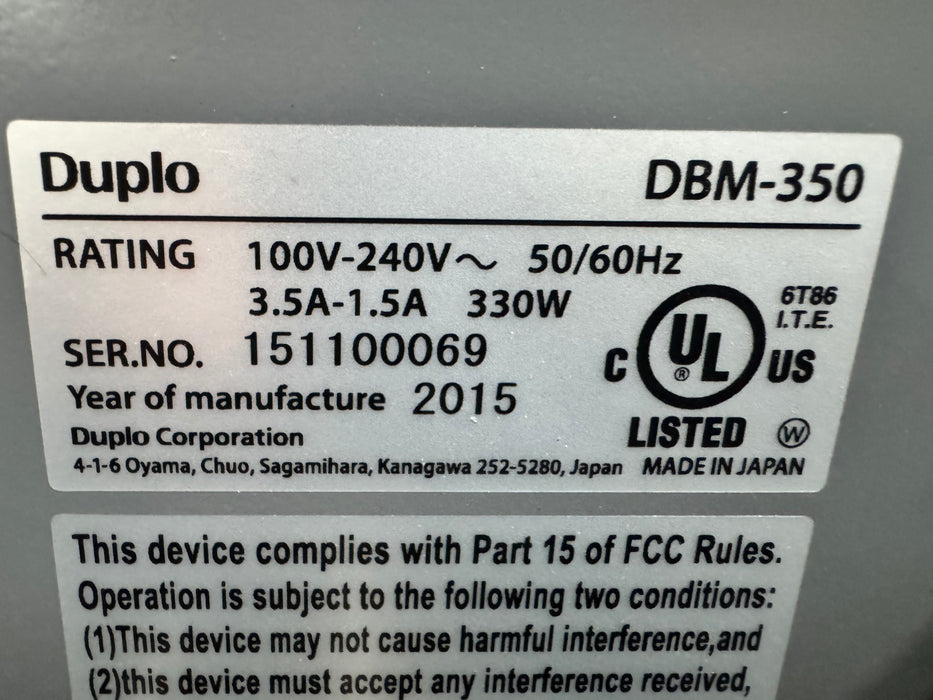 Duplo DBM-350
RATING 100V-240V～ 50/60Hz
3.5A-1.5A 330W
6T86
I.T.E.
SER.NO. 151100069
C UL ® US
Year of manufacture 2015
LISTED W
Duplo Corporation
4-1-6 Oyama, Chuo, Sagamihara, Kanagawa 252-5280, Japan MADE IN JAPAN
This device complies with Part 15 of FCC Rules.
Operation is subject to the following two conditions:
(1)This device may not cause harmful interference,and
(2)this device must accept any interference received,